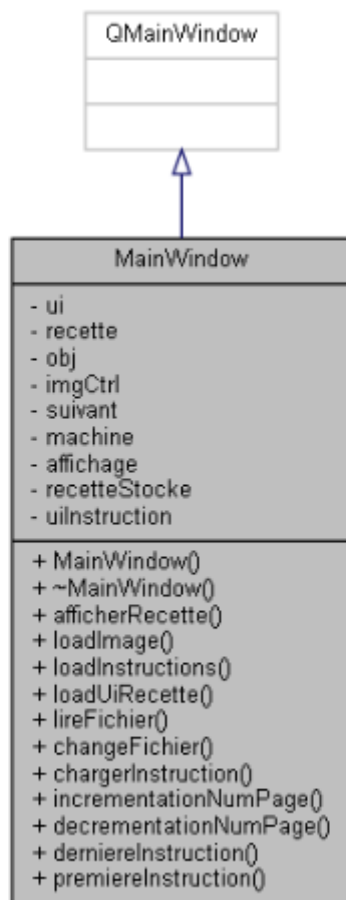 QMainWindow
MainWindow
- ui
- recette
- obj
- imgCtrl
- suivant
- machine
- affichage
- recetteStocke
- uiInstruction
+ MainWindow()
+ ~MainWindow()
+ afficherRecette()
+ loadImage()
+ loadInstructions()
+ loadUiRecette()
+ lireFichier()
+ changeFichier()
+ chargerInstruction()
+ incrementationNumPage()
+ decrementationNumPage()
+ derniereInstruction()
+ premiereInstruction()